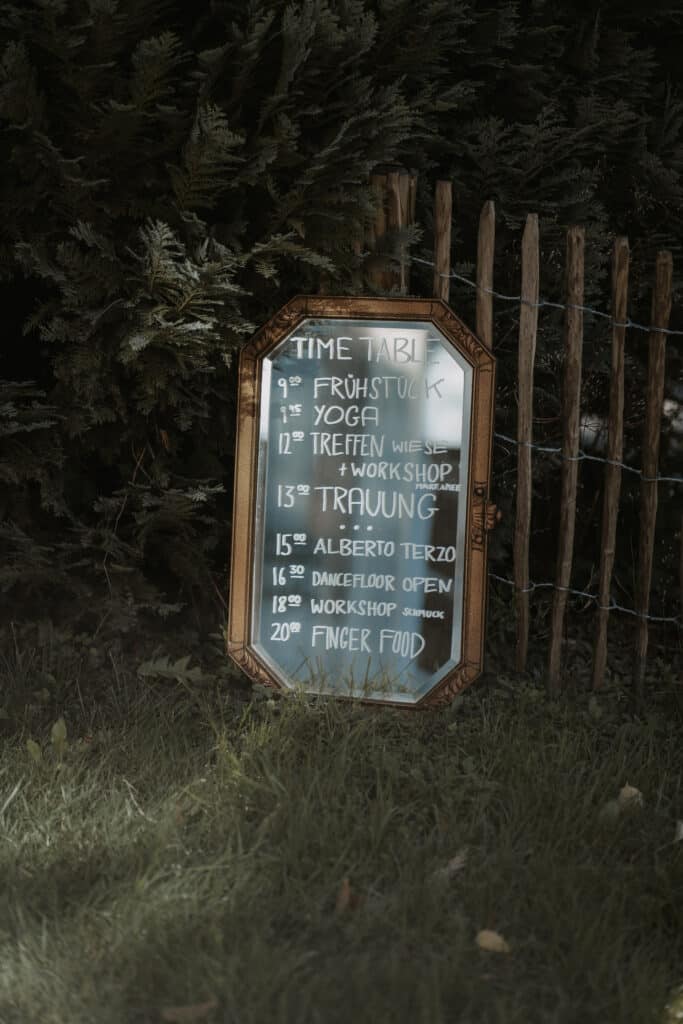 TIME TABLE
9⁰⁰ FRÜHSTÜCK
9⁴⁵ YOGA
12⁰⁰ TREFFEN WIESE
+ WORKSHOP
13⁰⁰ TRAUUNG
...
15⁰⁰ ALBERTO TERZO
16³⁰ DANCEFLOOR OPEN
18⁰⁰ WORKSHOP SCHMUCK
20⁰⁰ FINGER FOOD